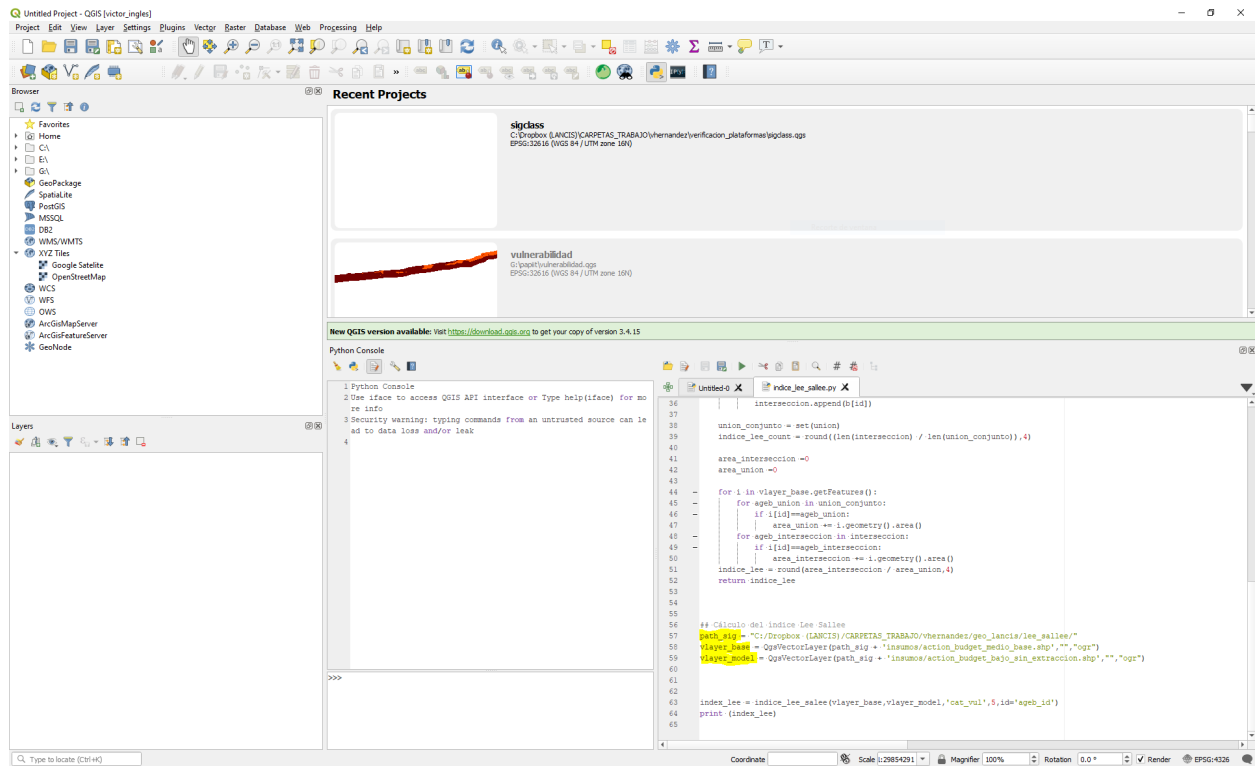 Untitled Project - QGIS [victor_ingles]
Project Edit View Layer Settings Plugins Vector Raster Database Web Processing Help
Browser
Favorites
Home
C:\
E:\
G:\
GeoPackage
SpatiaLite
PostGIS
MSSQL
DB2
WMS/WMTS
XYZ Tiles
Google Satelite
OpenStreetMap
WCS
WFS
OWS
ArcGisMapServer
ArcGisFeatureServer
GeoNode
Layers
Recent Projects
sigclass
C:\Dropbox (LANCIS)\CARPETAS_TRABAJO\vhernandez\verificacion_plataformas\sigclass.qgs
EPSG:32616 (WGS 84 / UTM zone 16N)
vulnerabilidad
G:\papiit\vulnerabilidad.qgs
EPSG:32616 (WGS 84 / UTM zone 16N)
New QGIS version available: Visit https://download.qgis.org to get your copy of version 3.4.15
Python Console
1 Python Console
2 Use iface to access QGIS API interface or Type help(iface) for mo
re info
3 Security warning: typing commands from an untrusted source can le
ad to data loss and/or leak
4
>>>
Untitled-0
indice_lee_sallee.py
36 interseccion.append(b[id])
37
38 union_conjunto = set(union)
39 indice_lee_count = round((len(interseccion) / len(union_conjunto)),4)
40
41 area_interseccion =0
42 area_union =0
43
44 for i in vlayer_base.getFeatures():
45 for ageb_union in union_conjunto:
46 if i[id]==ageb_union:
47 area_union += i.geometry().area()
48 for ageb_interseccion in interseccion:
49 if i[id]==ageb_interseccion:
50 area_interseccion += i.geometry().area()
51 indice_lee = round(area_interseccion / area_union,4)
52 return indice_lee
53
54
55
56 ## Cálculo del indice Lee Sallee
57 path_sig = "C:/Dropbox (LANCIS)/CARPETAS_TRABAJO/vhernandez/geo_lancis/lee_sallee/"
58 vlayer_base = QgsVectorLayer(path_sig + 'insumos/action_budget_medio_base.shp',"","ogr")
59 vlayer_model = QgsVectorLayer(path_sig + 'insumos/action_budget_bajo_sin_extraccion.shp',"","ogr")
60
61
62
63 index_lee = indice_lee_salee(vlayer_base,vlayer_model,'cat_vul',5,id='ageb_id')
64 print (index_lee)
65
Type to locate (Ctrl+K)
Coordinate
Scale 1:29854291
Magnifier 100%
Rotation 0.0 °
Render
EPSG:4326